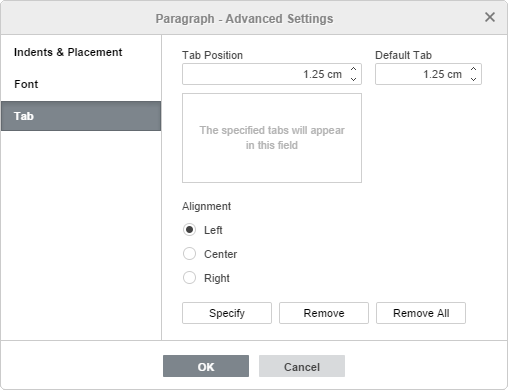 Paragraph - Advanced Settings
Indents & Placement
Font
Tab
Tab Position
Default Tab
1.25 cm
1.25 cm
The specified tabs will appear
in this field
Alignment
Left
Center
Right
Specify
Remove
Remove All
OK
Cancel